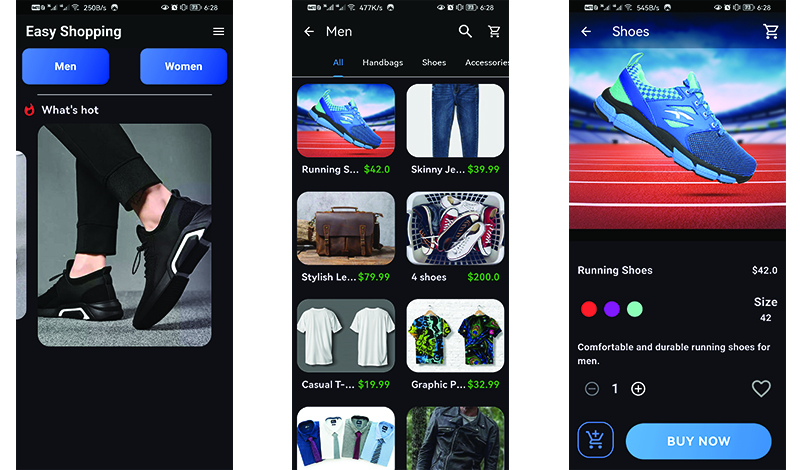 250B/s 6:28
Easy Shopping
Men Women
What's hot
477K/s 6:28
Men
All Handbags Shoes Accessories
Running S... $42.0 Skinny Je... $39.99
Stylish Le... $79.99 4 shoes $200.0
Casual T-... $19.99 Graphic P... $32.99
545B/s 6:28
Shoes
Running Shoes $42.0
Size
42
Comfortable and durable running shoes for
men.
1
BUY NOW